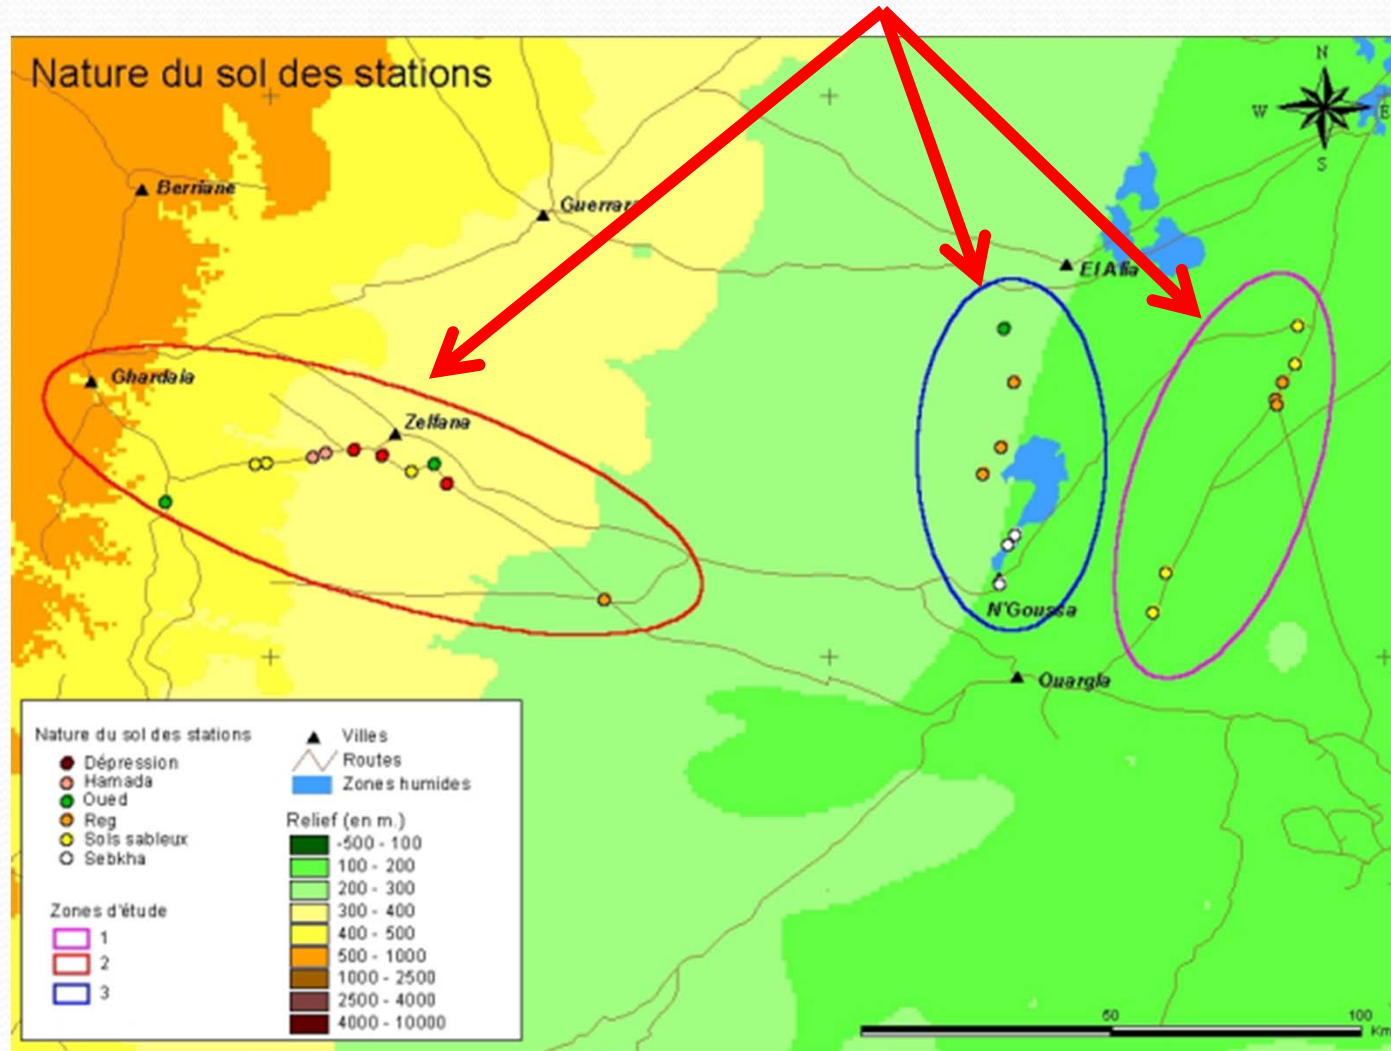 Nature du sol des stations
N
W
E
S
Berriane
Guerrara
El Alia
Ghardaia
Zelfana
N'Goussa
Ouargla
Nature du sol des stations
Dépression
Hamada
Oued
Reg
Sols sableux
Sebkha
Zones d'étude
1
2
3
Villes
Routes
Zones humides
Relief (en m.)
-500 - 100
100 - 200
200 - 300
300 - 400
400 - 500
500 - 1000
1000 - 2500
2500 - 4000
4000 - 10000
50
100
Km